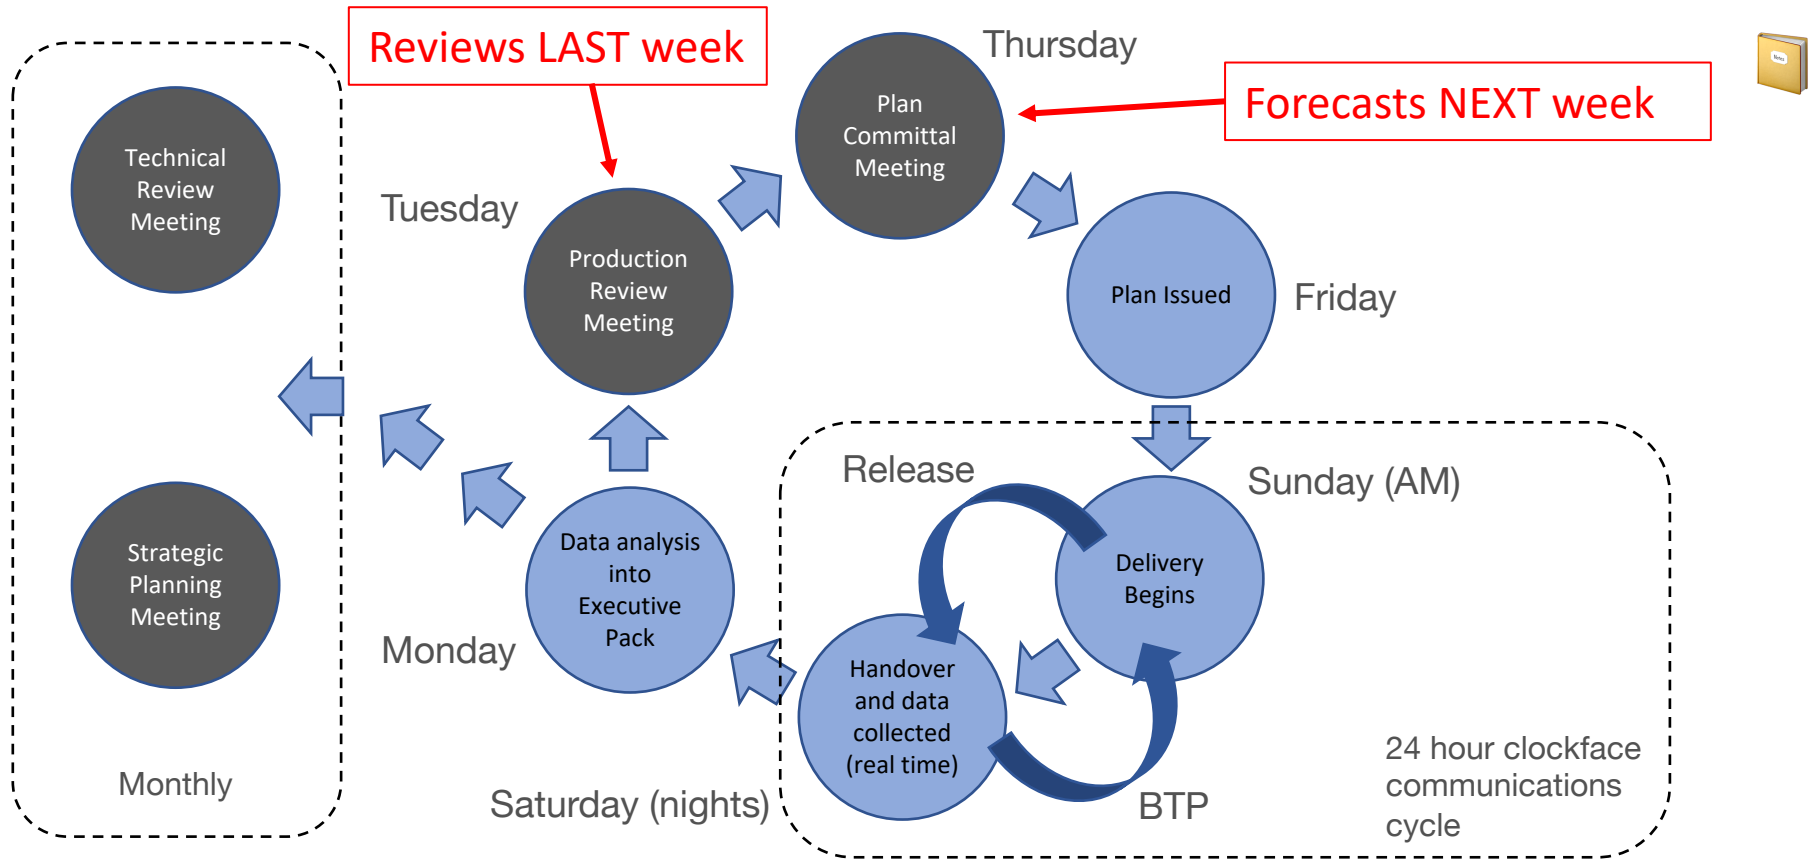 Reviews LAST week
Thursday
Forecasts NEXT week
Notes
Plan
Committal
Meeting
Technical
Review
Meeting
Tuesday
Production
Review
Meeting
Plan Issued
Friday
Release
Sunday (AM)
Data analysis
into
Executive
Pack
Delivery
Begins
Strategic
Planning
Meeting
Monday
Handover
and data
collected
(real time)
Monthly
Saturday (nights)
BTP
24 hour clockface
communications
cycle